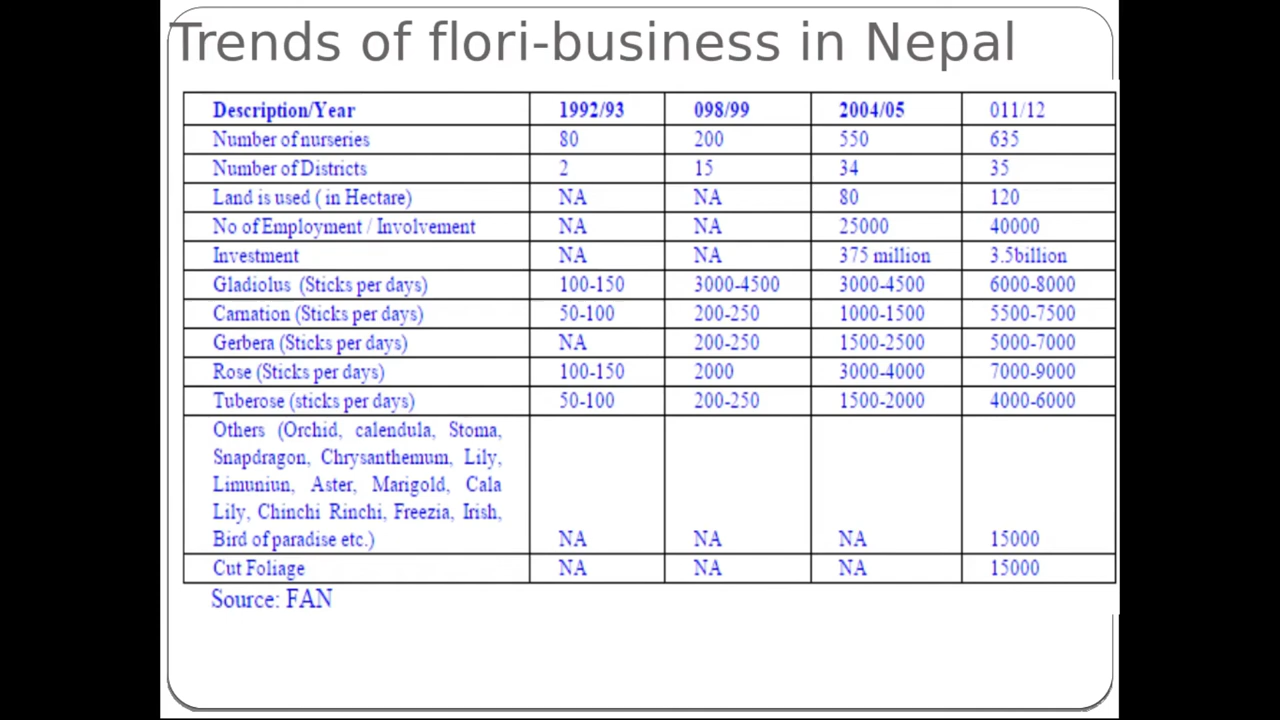 Trends of flori-business in Nepal
Description/Year 1992/93 098/99 2004/05 011/12
Number of nurseries 80 200 550 635
Number of Districts 2 15 34 35
Land is used ( in Hectare) NA NA 80 120
No of Employment / Involvement NA NA 25000 40000
Investment NA NA 375 million 3.5billion
Gladiolus (Sticks per days) 100-150 3000-4500 3000-4500 6000-8000
Carnation (Sticks per days) 50-100 200-250 1000-1500 5500-7500
Gerbera (Sticks per days) NA 200-250 1500-2500 5000-7000
Rose (Sticks per days) 100-150 2000 3000-4000 7000-9000
Tuberose (sticks per days) 50-100 200-250 1500-2000 4000-6000
Others (Orchid, calendula, Stoma,
Snapdragon, Chrysanthemum, Lily,
Limuniun, Aster, Marigold, Cala
Lily, Chinchi Rinchi, Freezia, Irish,
Bird of paradise etc.) NA NA NA 15000
Cut Foliage NA NA NA 15000
Source: FAN